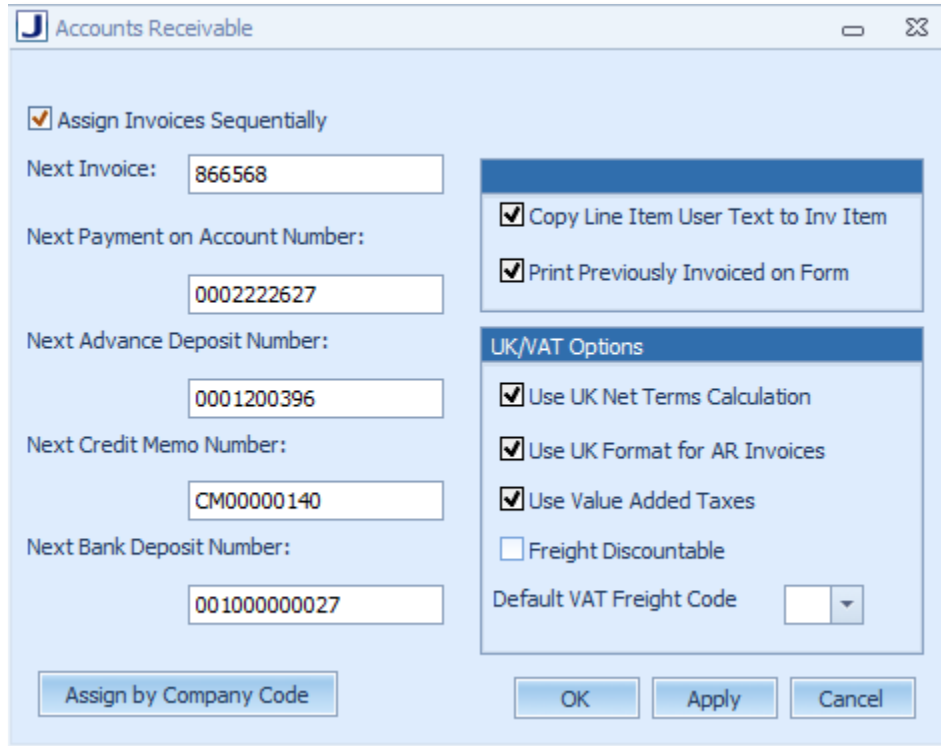 J Accounts Receivable
Assign Invoices Sequentially
Next Invoice: 866568
Next Payment on Account Number:
0002222627
Next Advance Deposit Number:
0001200396
Next Credit Memo Number:
CM00000140
Next Bank Deposit Number:
001000000027
Assign by Company Code
Copy Line Item User Text to Inv Item
Print Previously Invoiced on Form
UK/VAT Options
Use UK Net Terms Calculation
Use UK Format for AR Invoices
Use Value Added Taxes
Freight Discountable
Default VAT Freight Code
OK Apply Cancel